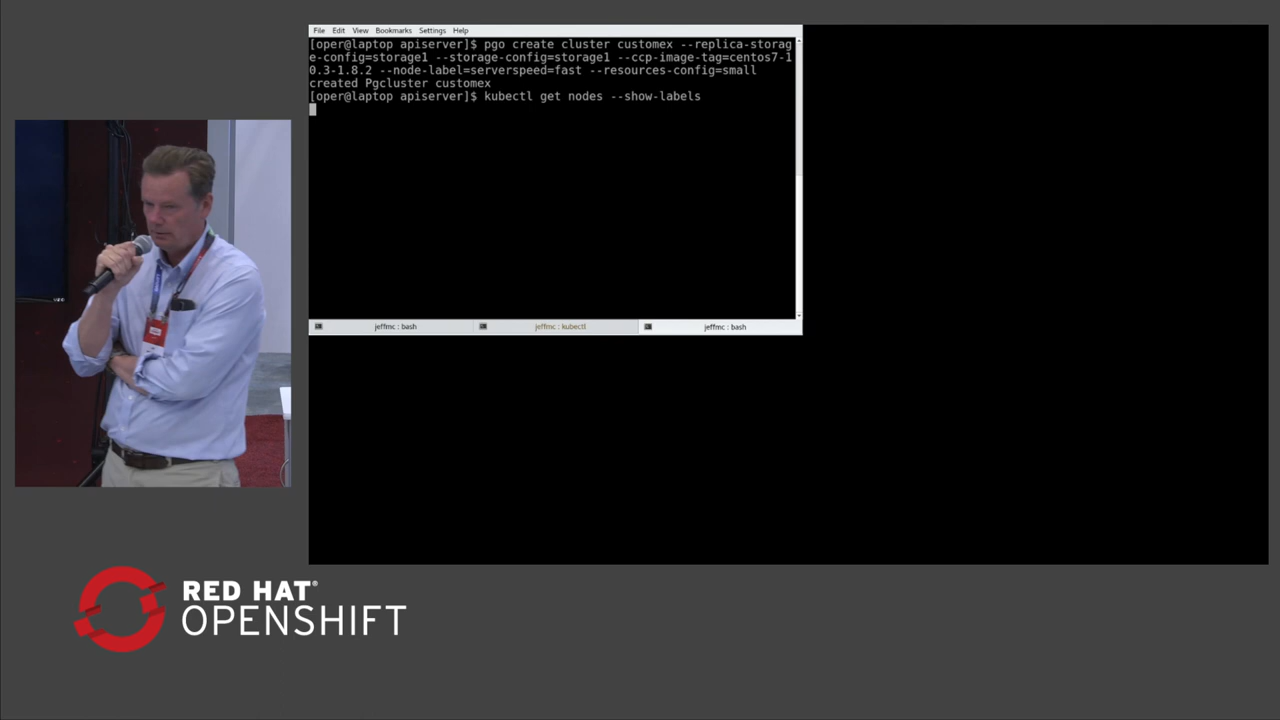 File Edit View Bookmarks Settings Help
[oper@laptop apiserver]$ pgo create cluster customex --replica-storag
e-config=storage1 --storage-config=storage1 --ccp-image-tag=centos7-1
0.3-1.8.2 --node-label=serverspeed=fast --resources-config=small
created Pgcluster customex
[oper@laptop apiserver]$ kubectl get nodes --show-labels
jeffmc : bash jeffmc : kubectl jeffmc : bash
RED HAT®
OPENSHIFT